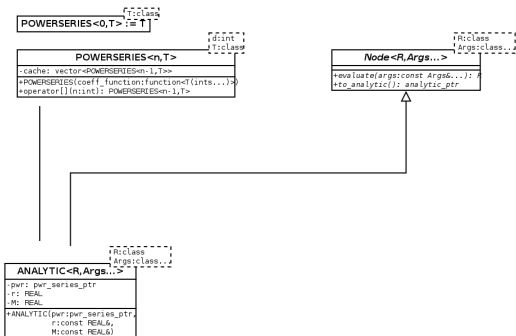 T:class
POWERSERIES<0,T> := T
d:int
T:class
POWERSERIES<n,T>
-cache: vector<POWERSERIES<n-1,T>>
+POWERSERIES(coeff_function:function<T(ints...)>)
+operator[](n:int): POWERSERIES<n-1,T>
R:class
Args:class...
Node<R,Args...>
+evaluate(args:const Args&...): R
+to_analytic(): analytic_ptr
R:class
Args:class...
ANALYTIC<R,Args...>
-pwr: pwr_series_ptr
-r: REAL
-M: REAL
+ANALYTIC(pwr:pwr_series_ptr,
r:const REAL&,
M:const REAL&)